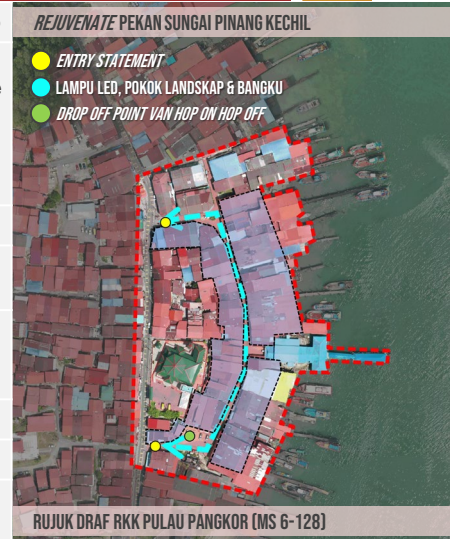 REJUVENATE PEKAN SUNGAI PINANG KECHIL
ENTRY STATEMENT
LAMPU LED, POKOK LANDSKAP & BANGKU
DROP OFF POINT VAN HOP ON HOP OFF
RUJUK DRAF RKK PULAU PANGKOR (MS 6-128)